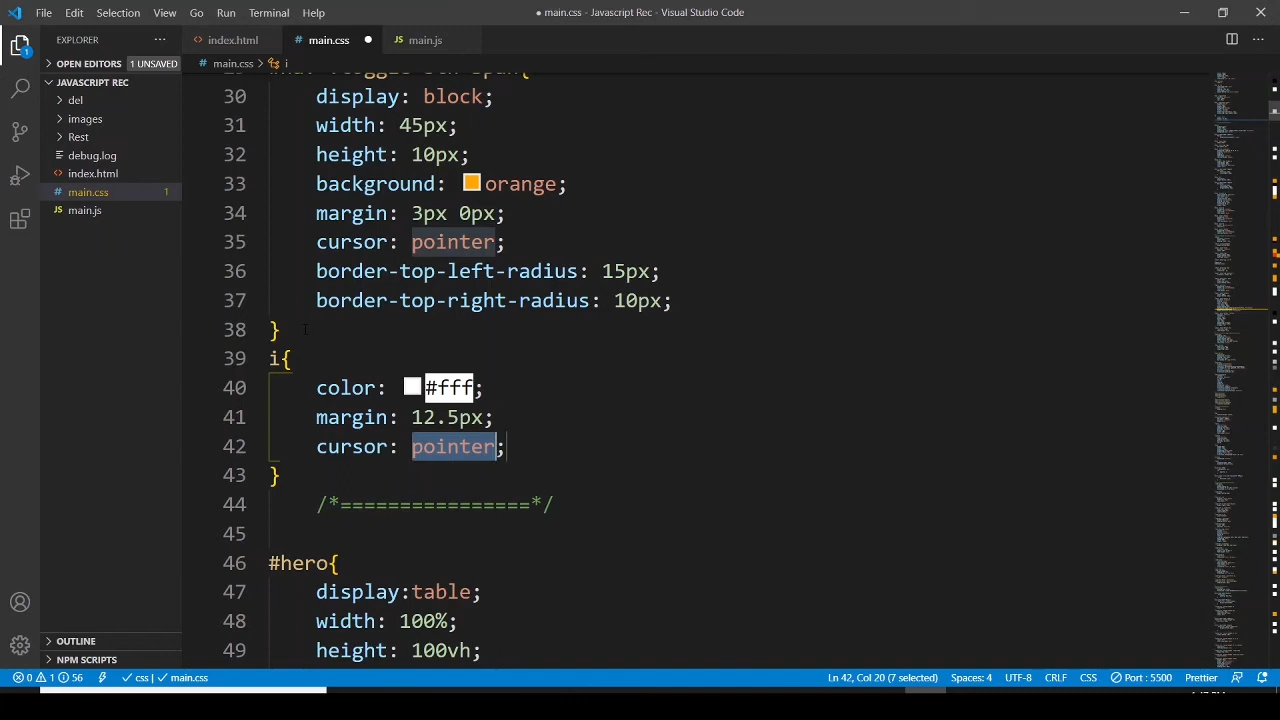 File Edit Selection View Go Run Terminal Help
● main.css - Javascript Rec - Visual Studio Code
EXPLORER
index.html
main.css
main.js
OPEN EDITORS 1 UNSAVED
main.css > i
JAVASCRIPT REC
del
images
Rest
debug.log
index.html
main.css 1
main.js
30 display: block;
31 width: 45px;
32 height: 10px;
33 background: orange;
34 margin: 3px 0px;
35 cursor: pointer;
36 border-top-left-radius: 15px;
37 border-top-right-radius: 10px;
38 }
39 i{
40 color: #fff;
41 margin: 12.5px;
42 cursor: pointer;
43 }
44 /*================*/
45
46 #hero{
47 display:table;
48 width: 100%;
49 height: 100vh;
OUTLINE
NPM SCRIPTS
1
0 1 56 css | main.css Ln 42, Col 20 (7 selected) Spaces: 4 UTF-8 CRLF CSS Port : 5500 Prettier